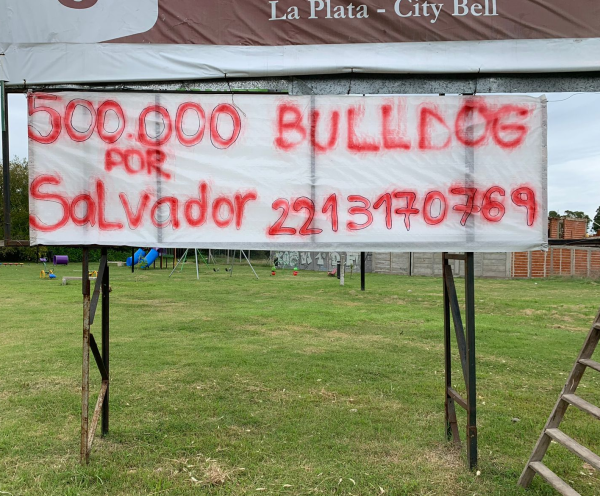 La Plata - City Bell
500.000 BULLDOG
POR
Salvador 2213170769